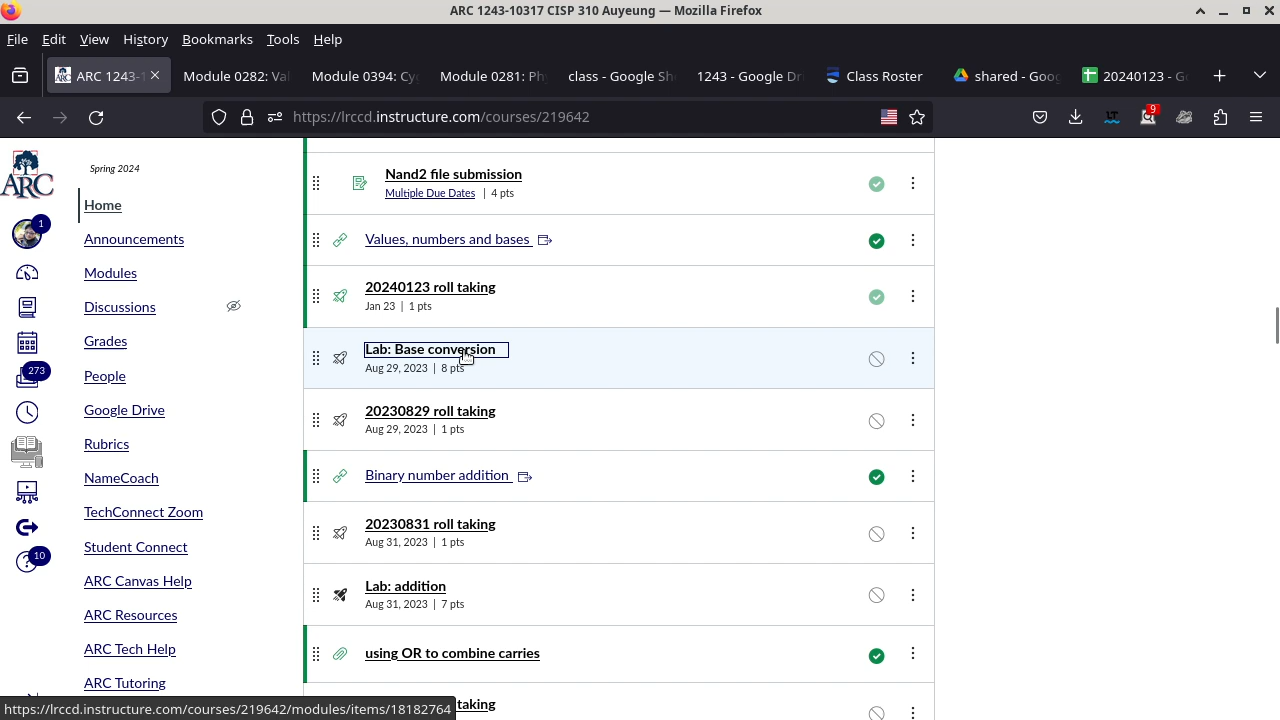 ARC 1243-10317 CISP 310 Auyeung — Mozilla Firefox
File Edit View History Bookmarks Tools Help
ARC 1243-1 Module 0282: Val Module 0394: Cy Module 0281: Ph class - Google Sh 1243 - Google Dr Class Roster shared - Goo 20240123 - G
https://lrccd.instructure.com/courses/219642
9
ARC
Spring 2024
1
Home
Announcements
Modules
Discussions
Grades
273
People
Google Drive
Rubrics
NameCoach
TechConnect Zoom
Student Connect
10
ARC Canvas Help
ARC Resources
ARC Tech Help
ARC Tutoring
Nand2 file submission
Multiple Due Dates | 4 pts
Values, numbers and bases
20240123 roll taking
Jan 23 | 1 pts
Lab: Base conversion
Aug 29, 2023 | 8 pts
20230829 roll taking
Aug 29, 2023 | 1 pts
Binary number addition
20230831 roll taking
Aug 31, 2023 | 1 pts
Lab: addition
Aug 31, 2023 | 7 pts
using OR to combine carries
taking
https://lrccd.instructure.com/courses/219642/modules/items/18182764